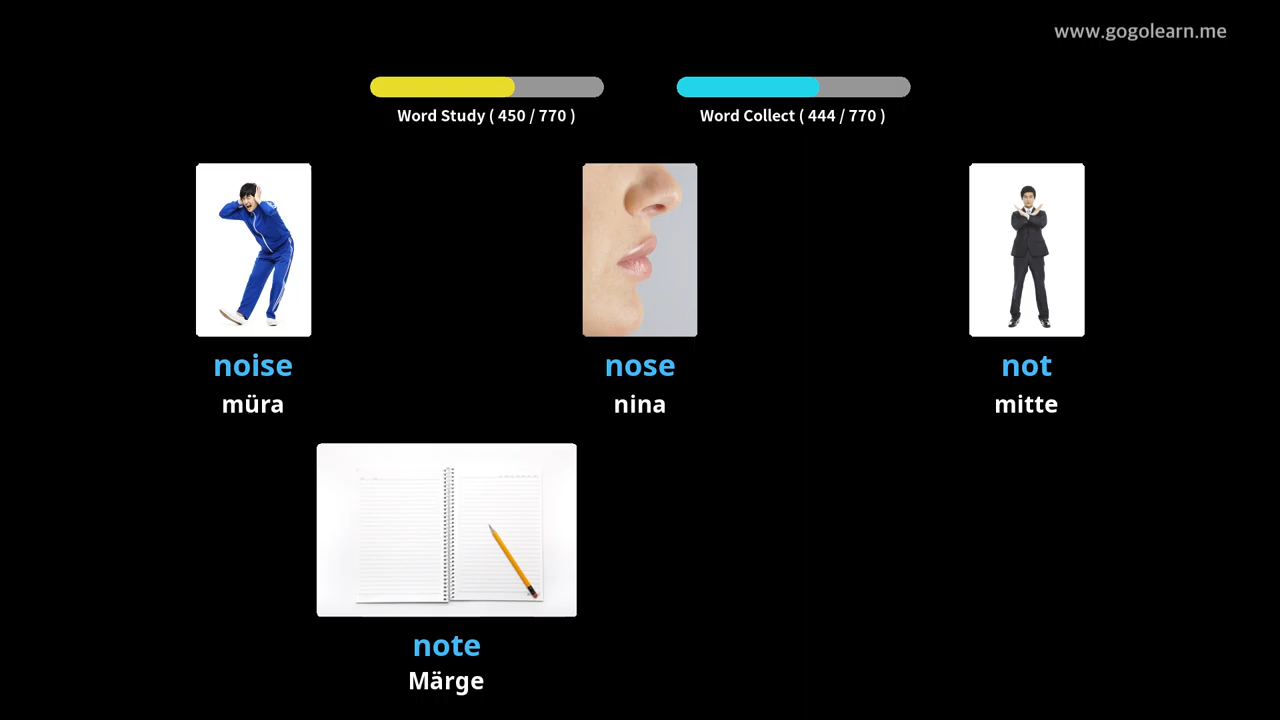 www.gogolearn.me
Word Study ( 450 / 770 )
Word Collect ( 444 / 770 )
noise
müra
nose
nina
not
mitte
note
Märge